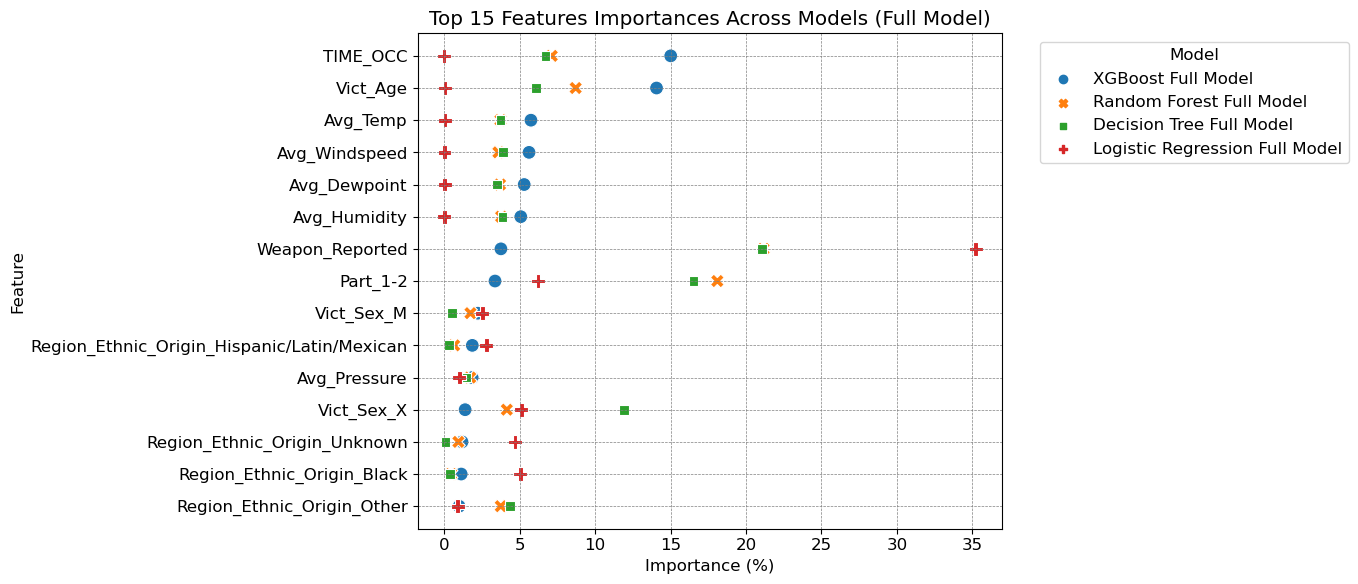 Top 15 Features Importances Across Models (Full Model)
Feature
TIME_OCC
Vict_Age
Avg_Temp
Avg_Windspeed
Avg_Dewpoint
Avg_Humidity
Weapon_Reported
Part_1-2
Vict_Sex_M
Region_Ethnic_Origin_Hispanic/Latin/Mexican
Avg_Pressure
Vict_Sex_X
Region_Ethnic_Origin_Unknown
Region_Ethnic_Origin_Black
Region_Ethnic_Origin_Other
0 5 10 15 20 25 30 35
Importance (%)
Model
XGBoost Full Model
Random Forest Full Model
Decision Tree Full Model
Logistic Regression Full Model